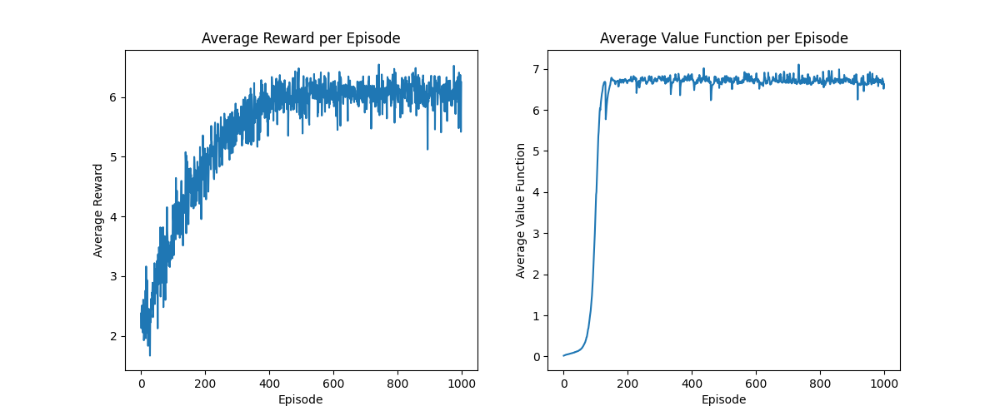 Average Reward per Episode
Average Reward
6
5
4
3
2
0 200 400 600 800 1000
Episode
Average Value Function per Episode
Average Value Function
7
6
5
4
3
2
1
0
0 200 400 600 800 1000
Episode